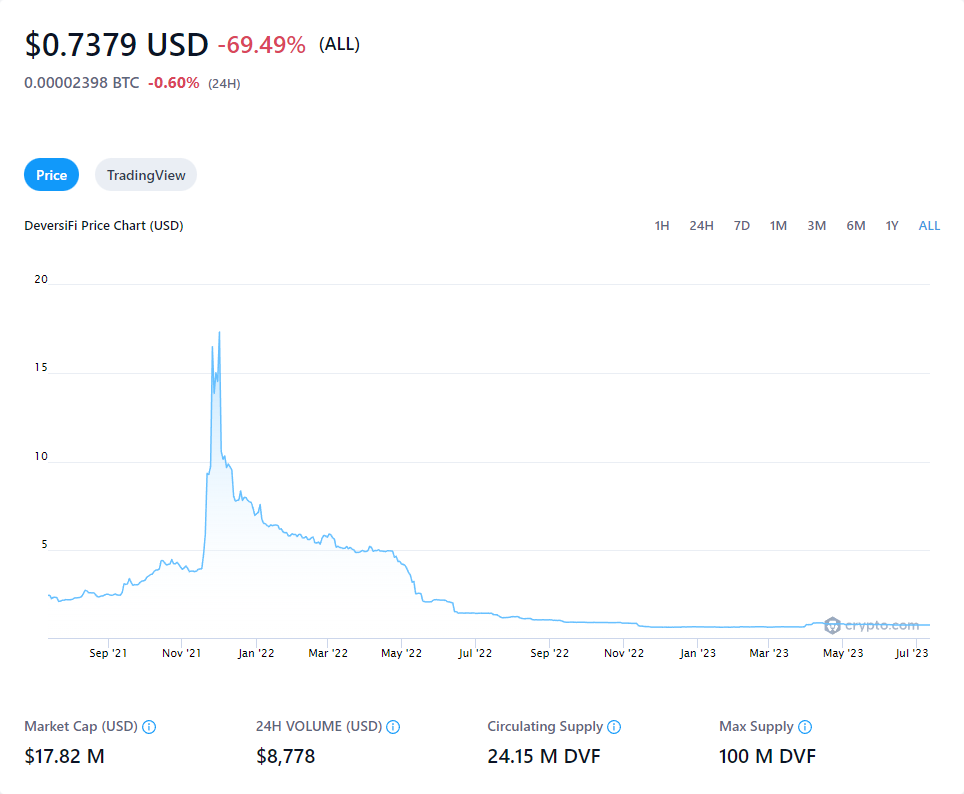 $0.7379 USD -69.49% (ALL)
0.00002398 BTC -0.60% (24H)
Price TradingView
DeversiFi Price Chart (USD) 1H 24H 7D 1M 3M 6M 1Y ALL
20
15
10
5
crypto.com
Sep '21 Nov '21 Jan '22 Mar '22 May '22 Jul '22 Sep '22 Nov '22 Jan '23 Mar '23 May '23 Jul '23
Market Cap (USD) 24H VOLUME (USD) Circulating Supply Max Supply
$17.82 M $8,778 24.15 M DVF 100 M DVF